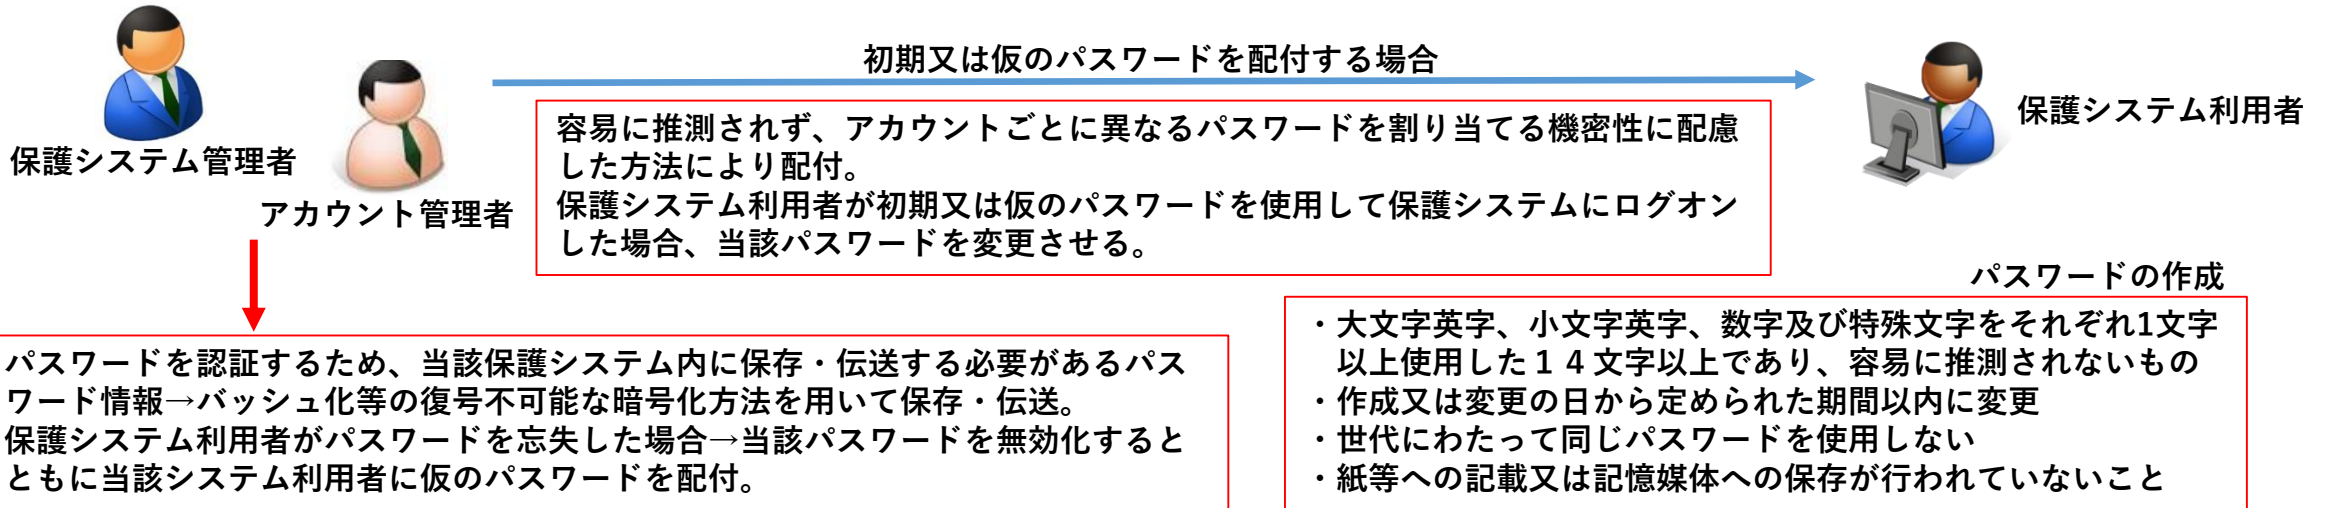 初期又は仮のパスワードを配付する場合
保護システム利用者
保護システム管理者
アカウント管理者
容易に推測されず、アカウントごとに異なるパスワードを割り当てる機密性に配慮
した方法により配付。
保護システム利用者が初期又は仮のパスワードを使用して保護システムにログオン
した場合、当該パスワードを変更させる。
パスワードを認証するため、当該保護システム内に保存・伝送する必要があるパス
ワード情報→バッシュ化等の復号不可能な暗号化方法を用いて保存・伝送。
保護システム利用者がパスワードを忘失した場合→当該パスワードを無効化すると
ともに当該システム利用者に仮のパスワードを配付。
パスワードの作成
・大文字英字、小文字英字、数字及び特殊文字をそれぞれ1文字
以上使用した１４文字以上であり、容易に推測されないもの
・作成又は変更の日から定められた期間以内に変更
・世代にわたって同じパスワードを使用しない
・紙等への記載又は記憶媒体への保存が行われていないこと